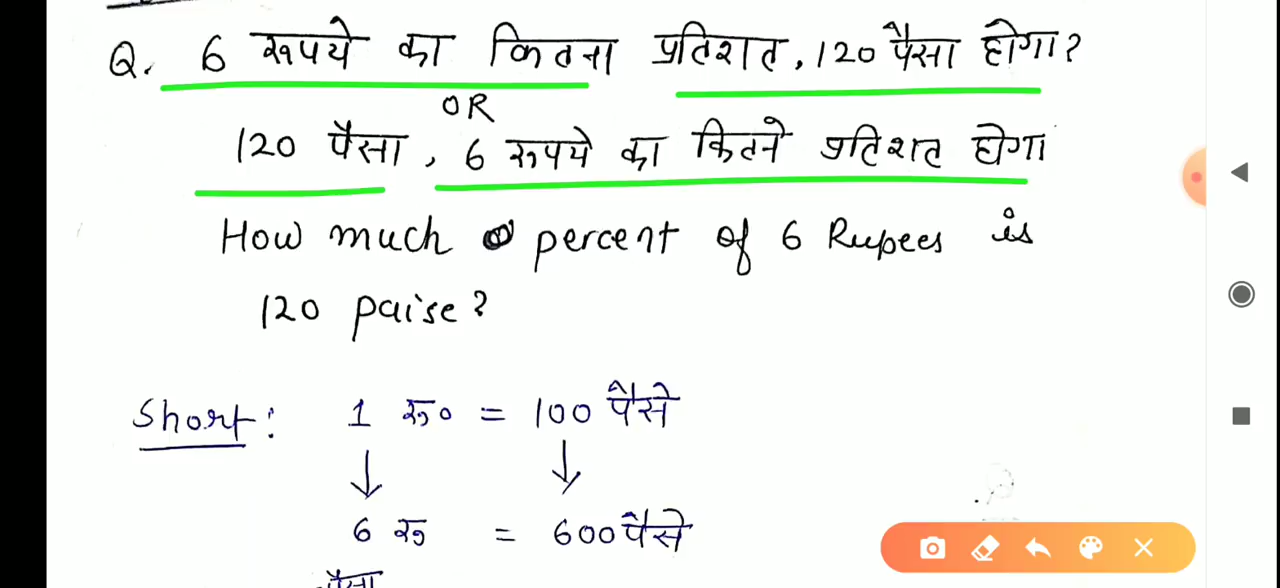 Q. 6 रूपये का कितना प्रतिशत, 120 पैसा होगा?
OR
120 पैसा, 6 रूपये का कितने प्रतिशत होगा
How much percent of 6 Rupees is
120 paise?
Short: 1 रु० = 100 पैसे
↓ ↓
6 रु = 600 पैसे
पैसा